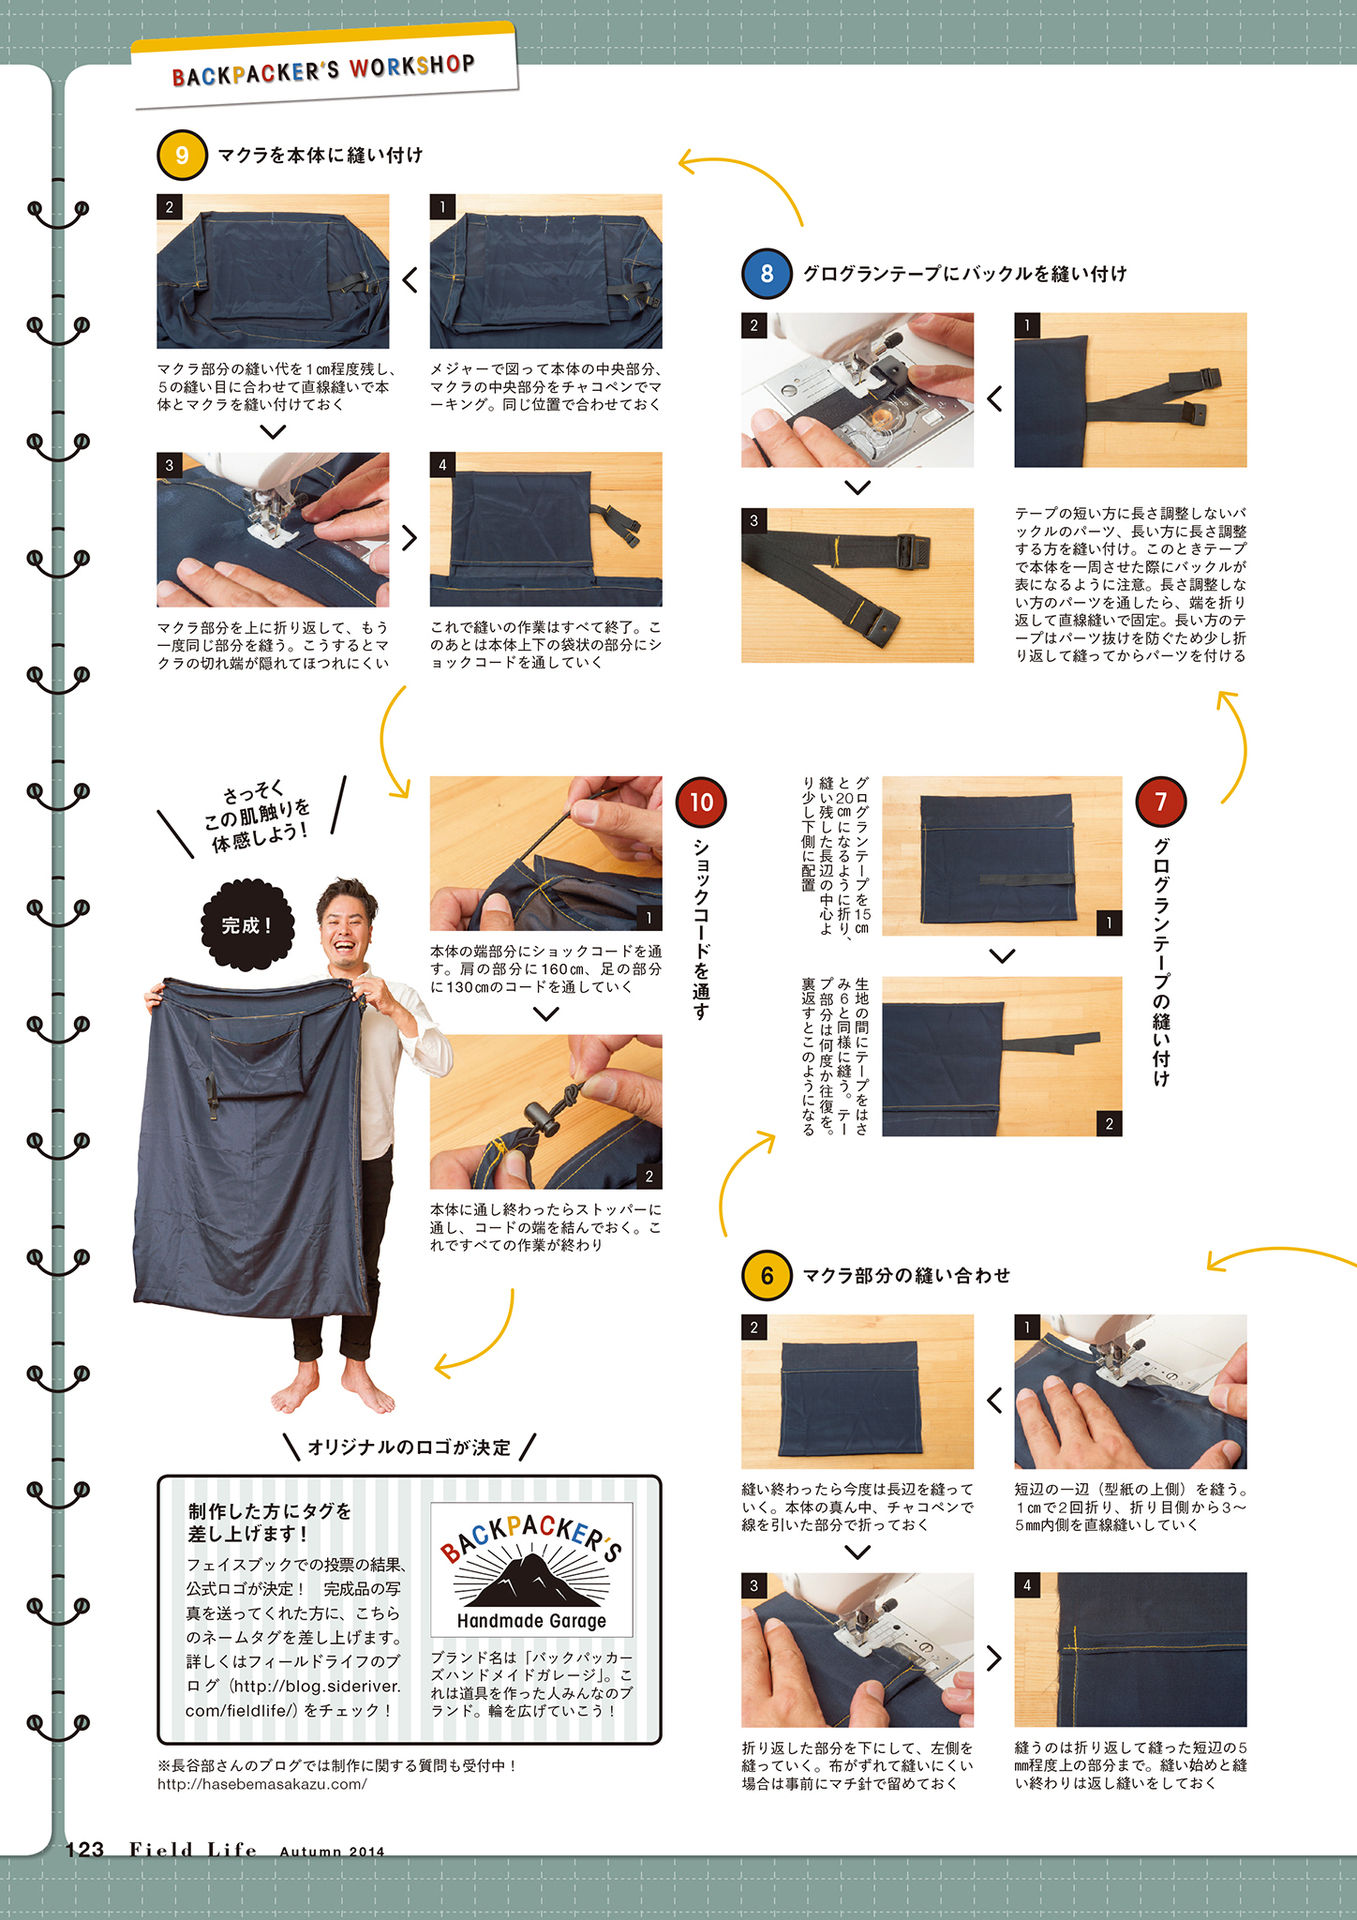 BACKPACKER'S WORKSHOP
6
マクラ部分の縫い合わせ
1
短辺の一辺（型紙の上側）を縫う。
1㎝で2回折り、折り目側から3〜
5㎜内側を直線縫いしていく
2
縫い終わったら今度は長辺を縫って
いく。本体の真ん中、チャコペンで
線を引いた部分で折っておく
3
折り返した部分を下にして、左側を
縫っていく。布がずれて縫いにくい
場合は事前にマチ針で留めておく
4
縫うのは折り返して縫った短辺の5
㎜程度上の部分まで。縫い始めと縫
い終わりは返し縫いをしておく
7
グログランテープの縫い付け
1
グログランテープを15㎝
と20㎝になるように折り、
縫い残した長辺の中心よ
り少し下側に配置
2
生地の間にテープをはさ
み6と同様に縫う。テー
プ部分は何度か往復を。
裏返すとこのようになる
8
グログランテープにバックルを縫い付け
1
2
3
テープの短い方に長さ調整しないバ
ックルのパーツ、長い方に長さ調整
する方を縫い付け。このときテープ
で本体を一周させた際にバックルが
表になるように注意。長さ調整しな
い方のパーツを通したら、端を折り
返して直線縫いで固定。長い方のテ
ープはパーツ抜けを防ぐため少し折
り返して縫ってからパーツを付ける
9
マクラを本体に縫い付け
1
メジャーで図って本体の中央部分、
マクラの中央部分をチャコペンでマ
ーキング。同じ位置で合わせておく
2
マクラ部分の縫い代を1㎝程度残し、
5の縫い目に合わせて直線縫いで本
体とマクラを縫い付けておく
3
マクラ部分を上に折り返して、もう
一度同じ部分を縫う。こうするとマ
クラの切れ端が隠れてほつれにくい
4
これで縫いの作業はすべて終了。こ
のあとは本体上下の袋状の部分にシ
ョックコードを通していく
10
ショックコードを通す
1
本体の端部分にショックコードを通
す。肩の部分に160㎝、足の部分
に130㎝のコードを通していく
2
本体に通し終わったらストッパーに
通し、コードの端を結んでおく。こ
れですべての作業が終わり
さっそく
この肌触りを
体感しよう！
完成！
オリジナルのロゴが決定
制作した方にタグを
差し上げます！
フェイスブックでの投票の結果、
公式ロゴが決定！　完成品の写
真を送ってくれた方に、こちら
のネームタグを差し上げます。
詳しくはフィールドライフのブ
ログ（http://blog.sideriver.
com/fieldlife/）をチェック！
BACKPACKER'S
Handmade Garage
ブランド名は「バックパッカー
ズハンドメイドガレージ」。こ
れは道具を作った人みんなのブ
ランド。輪を広げていこう！
※長谷部さんのブログでは制作に関する質問も受付中！
http://hasebemasakazu.com/
123 Field Life Autumn 2014